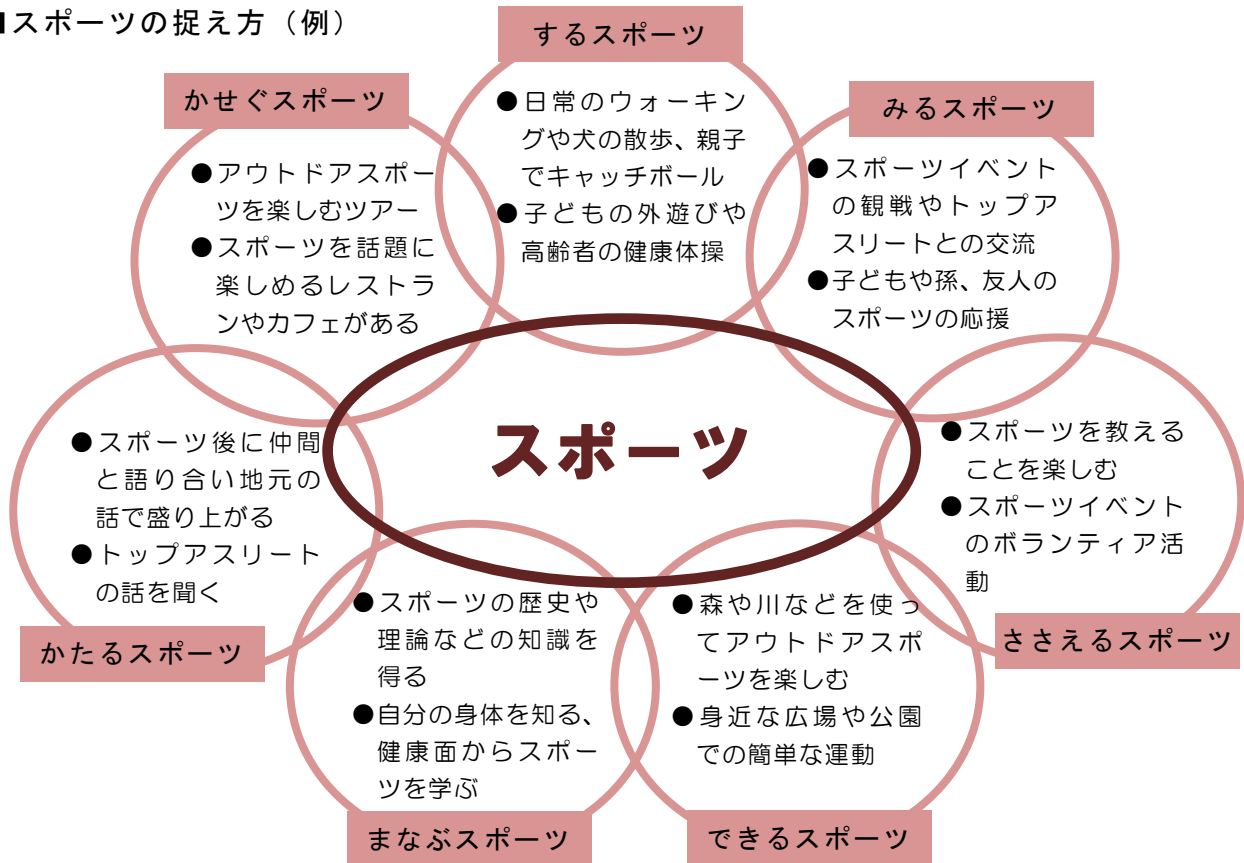 ■スポーツの捉え方（例）
するスポーツ
●日常のウォーキン
グや犬の散歩、親子
でキャッチボール
●子どもの外遊びや
高齢者の健康体操
かせぐスポーツ
●アウトドアスポー
ツを楽しむツアー
●スポーツを話題に
楽しめるレストラ
ンやカフェがある
みるスポーツ
●スポーツイベント
の観戦やトップア
スリートとの交流
●子どもや孫、友人の
スポーツの応援
スポーツ
●スポーツ後に仲間
と語り合い地元の
話で盛り上がる
●トップアスリート
の話を聞く
かたるスポーツ
●スポーツを教える
ことを楽しむ
●スポーツイベント
のボランティア活
動
ささえるスポーツ
●スポーツの歴史や
理論などの知識を
得る
●自分の身体を知る、
健康面からスポー
ツを学ぶ
まなぶスポーツ
●森や川などを使っ
てアウトドアスポ
ーツを楽しむ
●身近な広場や公園
での簡単な運動
できるスポーツ